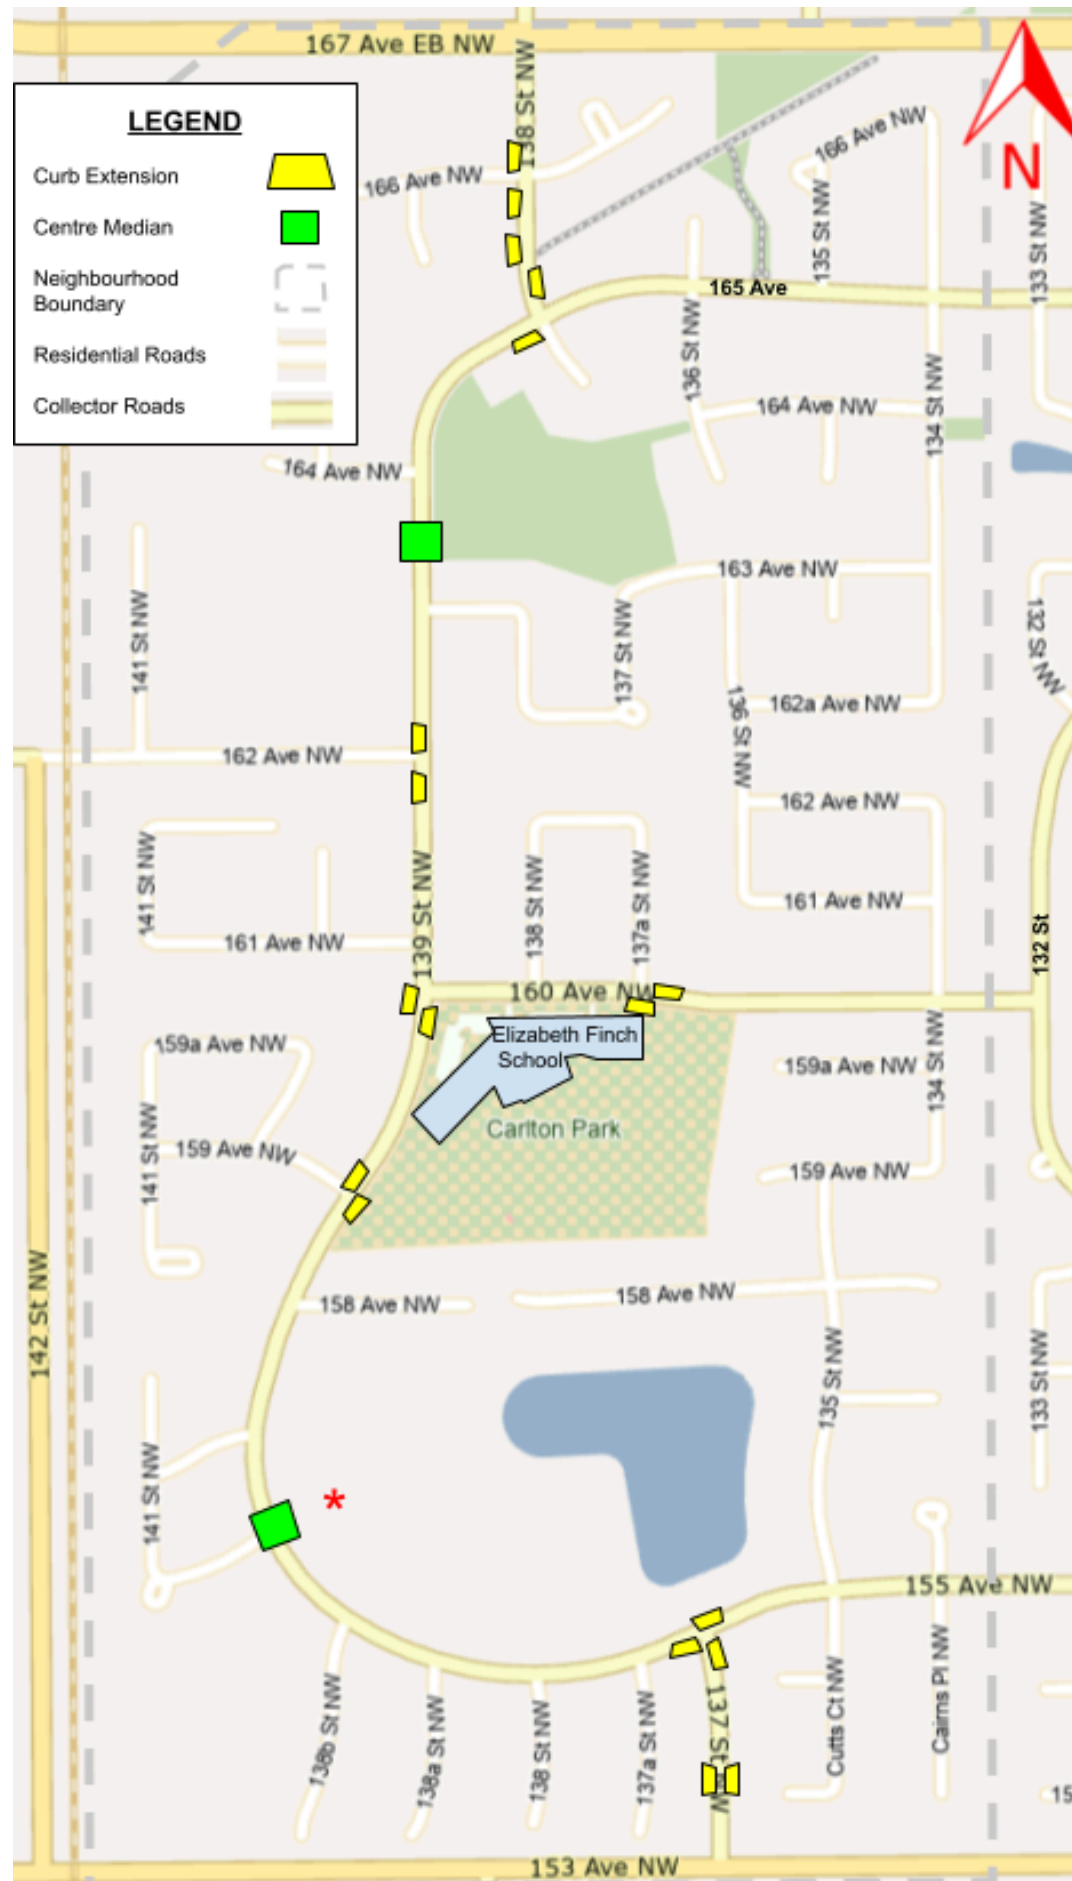 167 Ave EB NW
138 St NW
LEGEND
Curb Extension
Centre Median
Neighbourhood
Boundary
Residential Roads
Collector Roads
N
166 Ave NW
166 Ave NW
135 St NW
133 St NW
165 Ave
136 St NW
164 Ave NW
134 St NW
164 Ave NW
163 Ave NW
141 St NW
137 St NW
132 St NW
136 St NW
162a Ave NW
162 Ave NW
162 Ave NW
141 St NW
139 St NW
138 St NW
137a St NW
161 Ave NW
161 Ave NW
132 St
160 Ave NW
Elizabeth Finch
School
159a Ave NW
159a Ave NW
134 St NW
Carlton Park
141 St NW
159 Ave NW
159 Ave NW
142 St NW
158 Ave NW
158 Ave NW
135 St NW
133 St NW
141 St NW
*
155 Ave NW
138b St NW
138a St NW
138 St NW
137a St NW
137 St NW
Cutts Ct NW
Cairns Pl NW
15
153 Ave NW